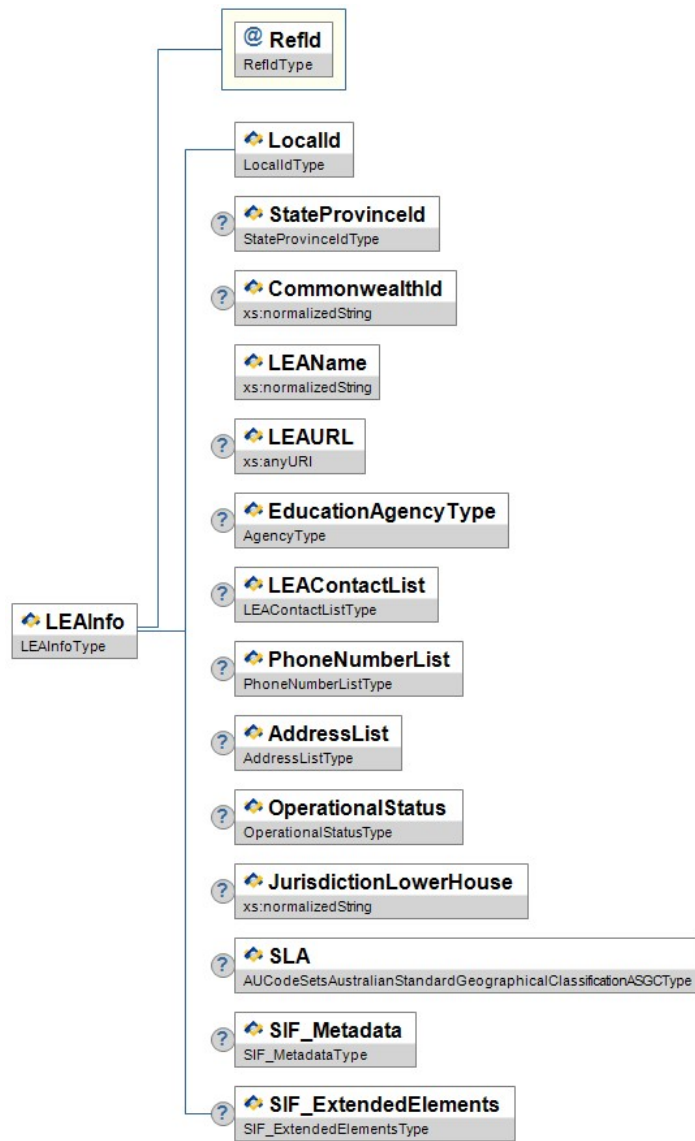 @ RefId
RefIdType
LocalId
LocalIdType
? StateProvinceId
StateProvinceIdType
? CommonwealthId
xs:normalizedString
LEAName
xs:normalizedString
? LEAURL
xs:anyURI
? EducationAgencyType
AgencyType
? LEAContactList
LEAContactListType
LEAInfo
LEAInfoType
? PhoneNumberList
PhoneNumberListType
? AddressList
AddressListType
? OperationalStatus
OperationalStatusType
? JurisdictionLowerHouse
xs:normalizedString
? SLA
AUCodeSetsAustralianStandardGeographicalClassificationASGCType
? SIF_Metadata
SIF_MetadataType
? SIF_ExtendedElements
SIF_ExtendedElementsType